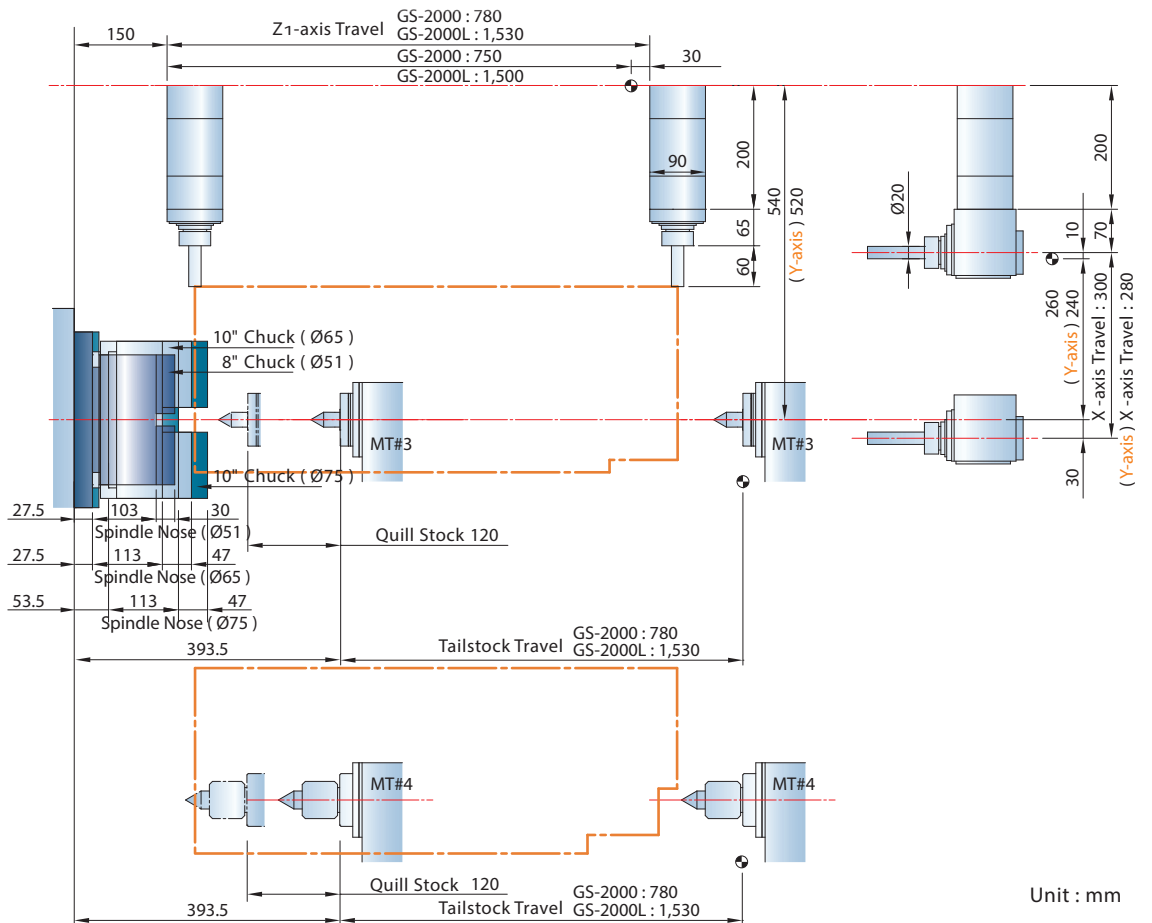 GS-2000 : 780
Z1-axis Travel
GS-2000L : 1,530
150
GS-2000 : 750
GS-2000L : 1,500
30
200
90
65
60
540
( Y-axis ) 520
Ø20
200
10
70
260
( Y-axis ) 240
X -axis Travel : 300
( Y-axis ) X -axis Travel : 280
30
10" Chuck ( Ø65 )
8" Chuck ( Ø51 )
MT#3
MT#3
10" Chuck ( Ø75 )
27.5 103 30
Spindle Nose ( Ø51 )
Quill Stock 120
27.5 113 47
Spindle Nose ( Ø65 )
53.5 113 47
Spindle Nose ( Ø75 )
393.5
Tailstock Travel
GS-2000 : 780
GS-2000L : 1,530
MT#4
MT#4
Quill Stock 120
393.5
Tailstock Travel
GS-2000 : 780
GS-2000L : 1,530
Unit : mm